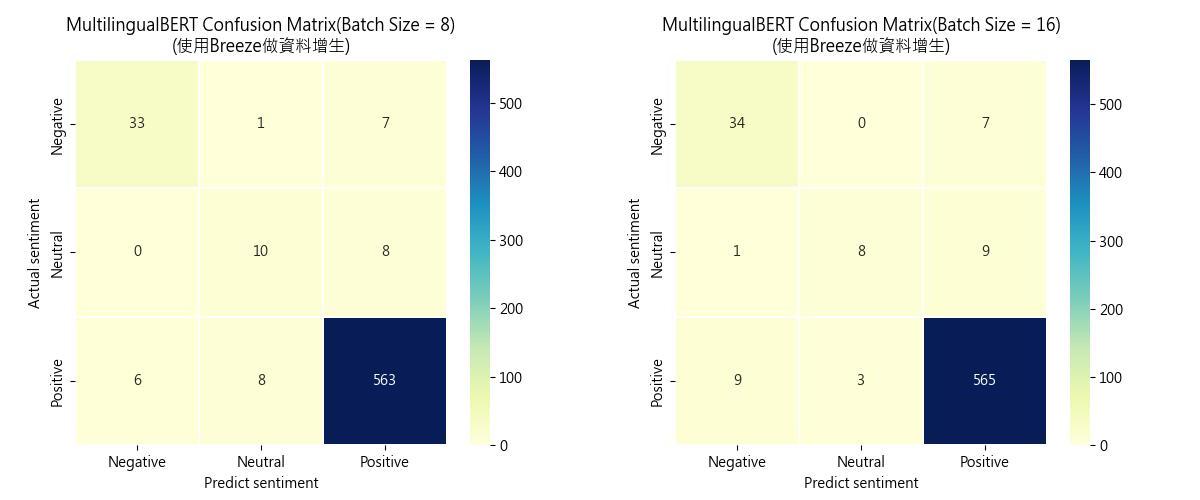 MultilingualBERT Confusion Matrix(Batch Size = 8)
(使用Breeze做資料增生)
Actual sentiment
Negative
Neutral
Positive
33 1 7
0 10 8
6 8 563
Negative Neutral Positive
Predict sentiment
500
400
300
200
100
0
MultilingualBERT Confusion Matrix(Batch Size = 16)
(使用Breeze做資料增生)
Actual sentiment
Negative
Neutral
Positive
34 0 7
1 8 9
9 3 565
Negative Neutral Positive
Predict sentiment
500
400
300
200
100
0